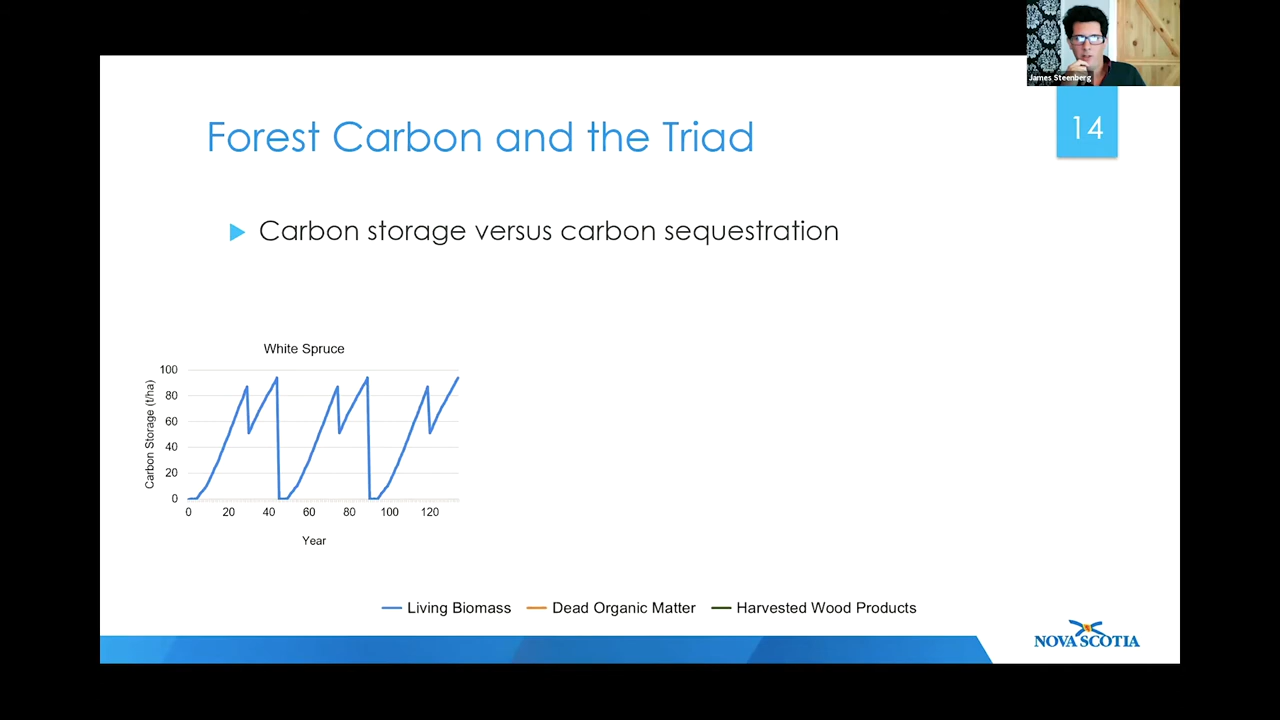 James Steenberg
14
Forest Carbon and the Triad
Carbon storage versus carbon sequestration
White Spruce
Carbon Storage (t/ha)
100
80
60
40
20
0
0 20 40 60 80 100 120
Year
Living Biomass Dead Organic Matter Harvested Wood Products
NOVA SCOTIA